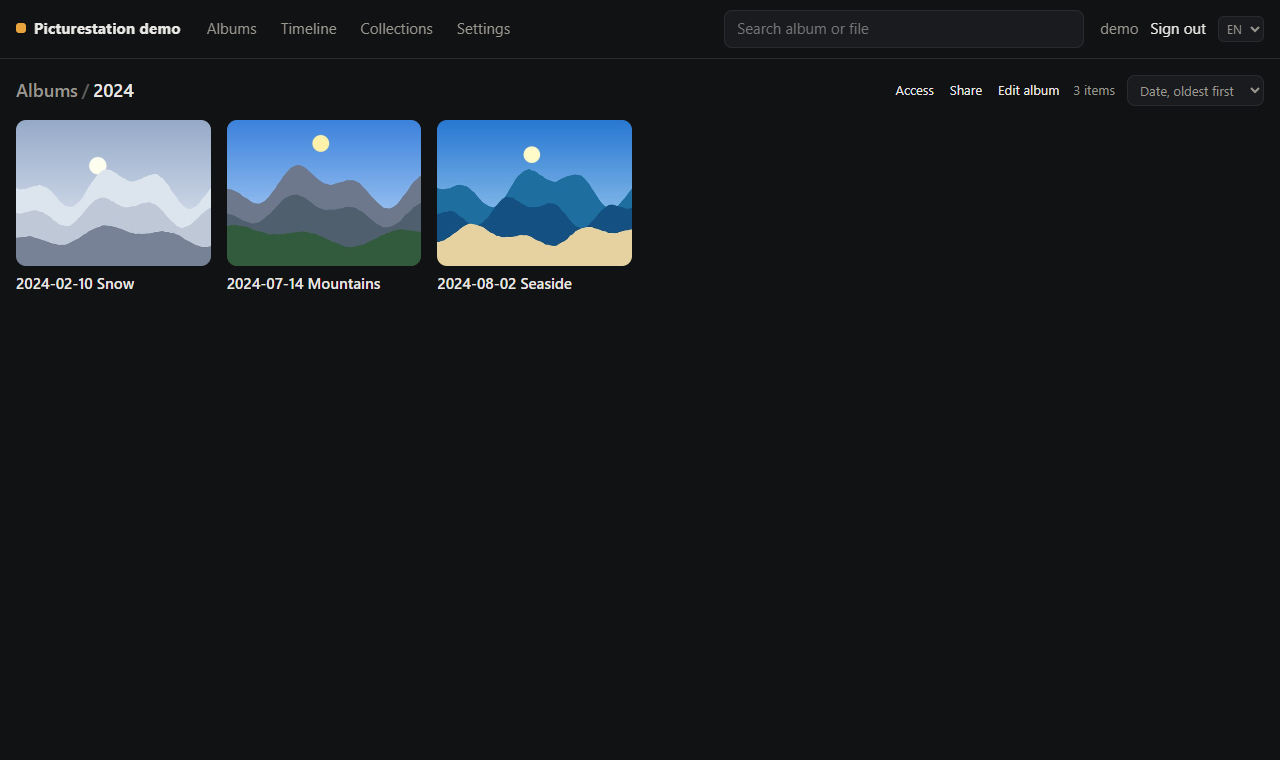 Picturestation demo Albums Timeline Collections Settings Search album or file demo Sign out EN
Albums / 2024 Access Share Edit album 3 items Date, oldest first
2024-02-10 Snow 2024-07-14 Mountains 2024-08-02 Seaside